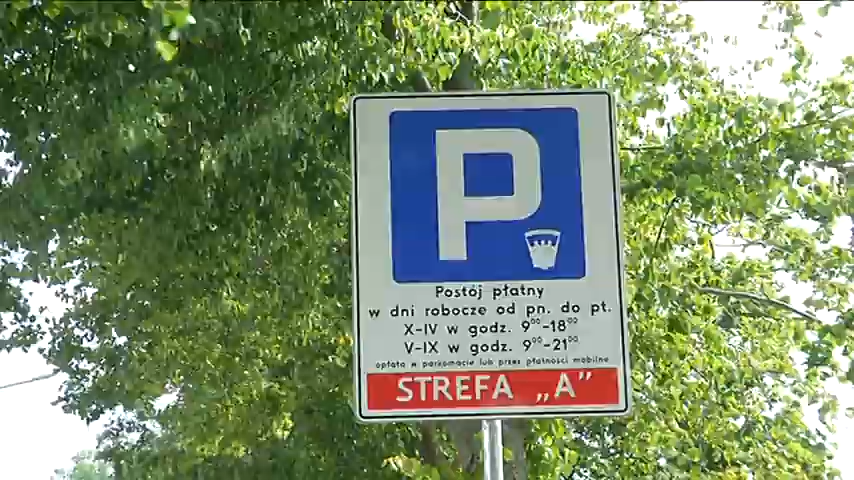 P
Postój płatny
w dni robocze od pn. do pt.
X-IV w godz. 9⁰⁰-18⁰⁰
V-IX w godz. 9⁰⁰-21⁰⁰
opłata w parkomacie lub przez płatności mobilne
STREFA „A”